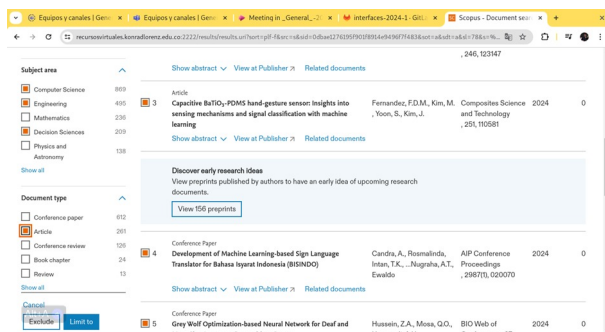 Equipos y canales | Gene
Equipos y canales | Gene
Meeting in _General_-2
interfaces-2024-1 · GitL
Scopus - Document sear
recursosvirtuales.konradlorenz.edu.co:2222/results/results.uri?sort=plf-f&src=s&sid=
Subject area
Computer Science 869
Engineering 495
Mathematics 236
Decision Sciences 209
Physics and Astronomy 138
Show all
Document type
Conference paper 612
Article 261
Conference review 126
Book chapter 24
Review 13
Show all
Cancel
Exclude
Limit to
, 246, 123147
Show abstract View at Publisher Related documents
Article
3 Capacitive BaTiO₃-PDMS hand-gesture sensor: Insights into
sensing mechanisms and signal classification with machine
learning
Fernandez, F.D.M., Kim, M.
, Yoon, S., Kim, J.
Composites Science
and Technology
, 251, 110581
2024 0
Show abstract View at Publisher Related documents
Discover early research ideas
View preprints published by authors to have an early idea of upcoming research
documents.
View 156 preprints
Conference Paper
4 Development of Machine Learning-based Sign Language
Translator for Bahasa Isyarat Indonesia (BISINDO)
Candra, A., Rosmalinda,
Intan, T.K., ...Nugraha, A.T.,
Ewaldo
AIP Conference
Proceedings
, 2987(1), 020070
2024 0
Show abstract View at Publisher Related documents
Conference Paper
5 Grey Wolf Optimization-based Neural Network for Deaf and
Hussein, Z.A., Mosa, Q.O.,
BIO Web of
2024 0